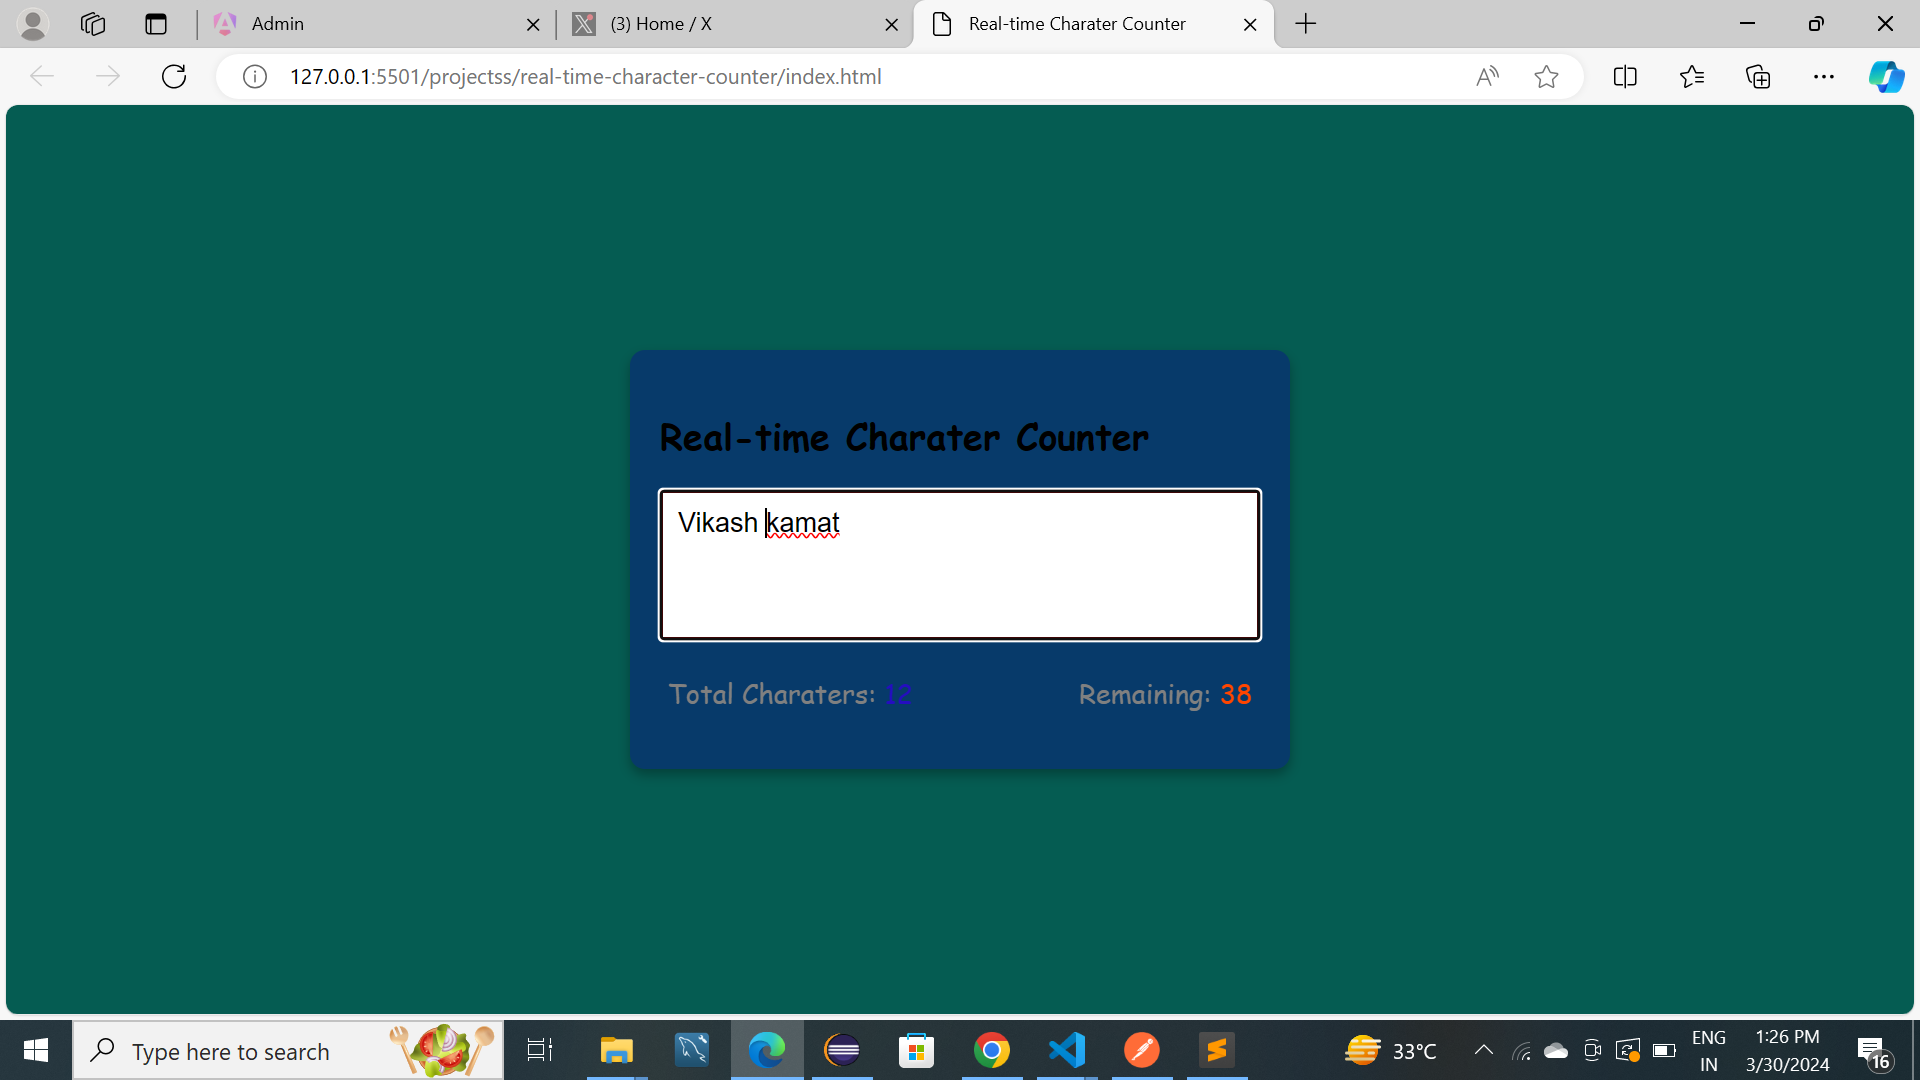 Admin
(3) Home / X
Real-time Charater Counter
127.0.0.1:5501/projectss/real-time-character-counter/index.html
Real-time Charater Counter
Vikash kamat
Total Charaters: 12
Remaining: 38
Type here to search
33°C
ENG
IN
1:26 PM
3/30/2024
16